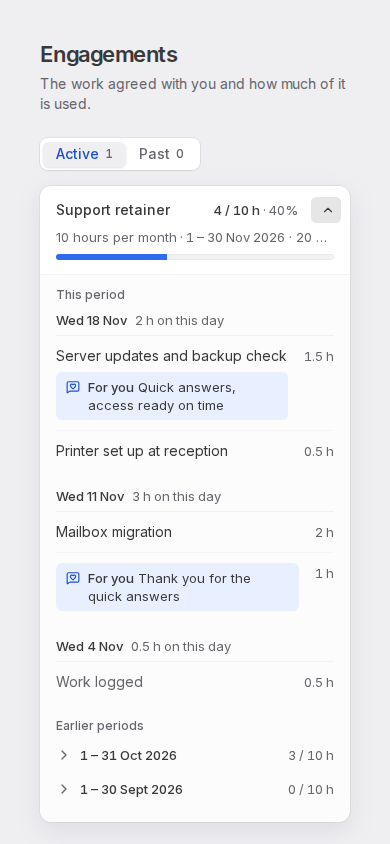 Engagements
The work agreed with you and how much of it
is used.
Active 1 Past 0
Support retainer 4 / 10 h · 40%
10 hours per month · 1 – 30 Nov 2026 · 20 …
This period
Wed 18 Nov 2 h on this day
Server updates and backup check 1.5 h
For you Quick answers,
access ready on time
Printer set up at reception 0.5 h
Wed 11 Nov 3 h on this day
Mailbox migration 2 h
For you Thank you for the 1 h
quick answers
Wed 4 Nov 0.5 h on this day
Work logged 0.5 h
Earlier periods
1 – 31 Oct 2026 3 / 10 h
1 – 30 Sept 2026 0 / 10 h